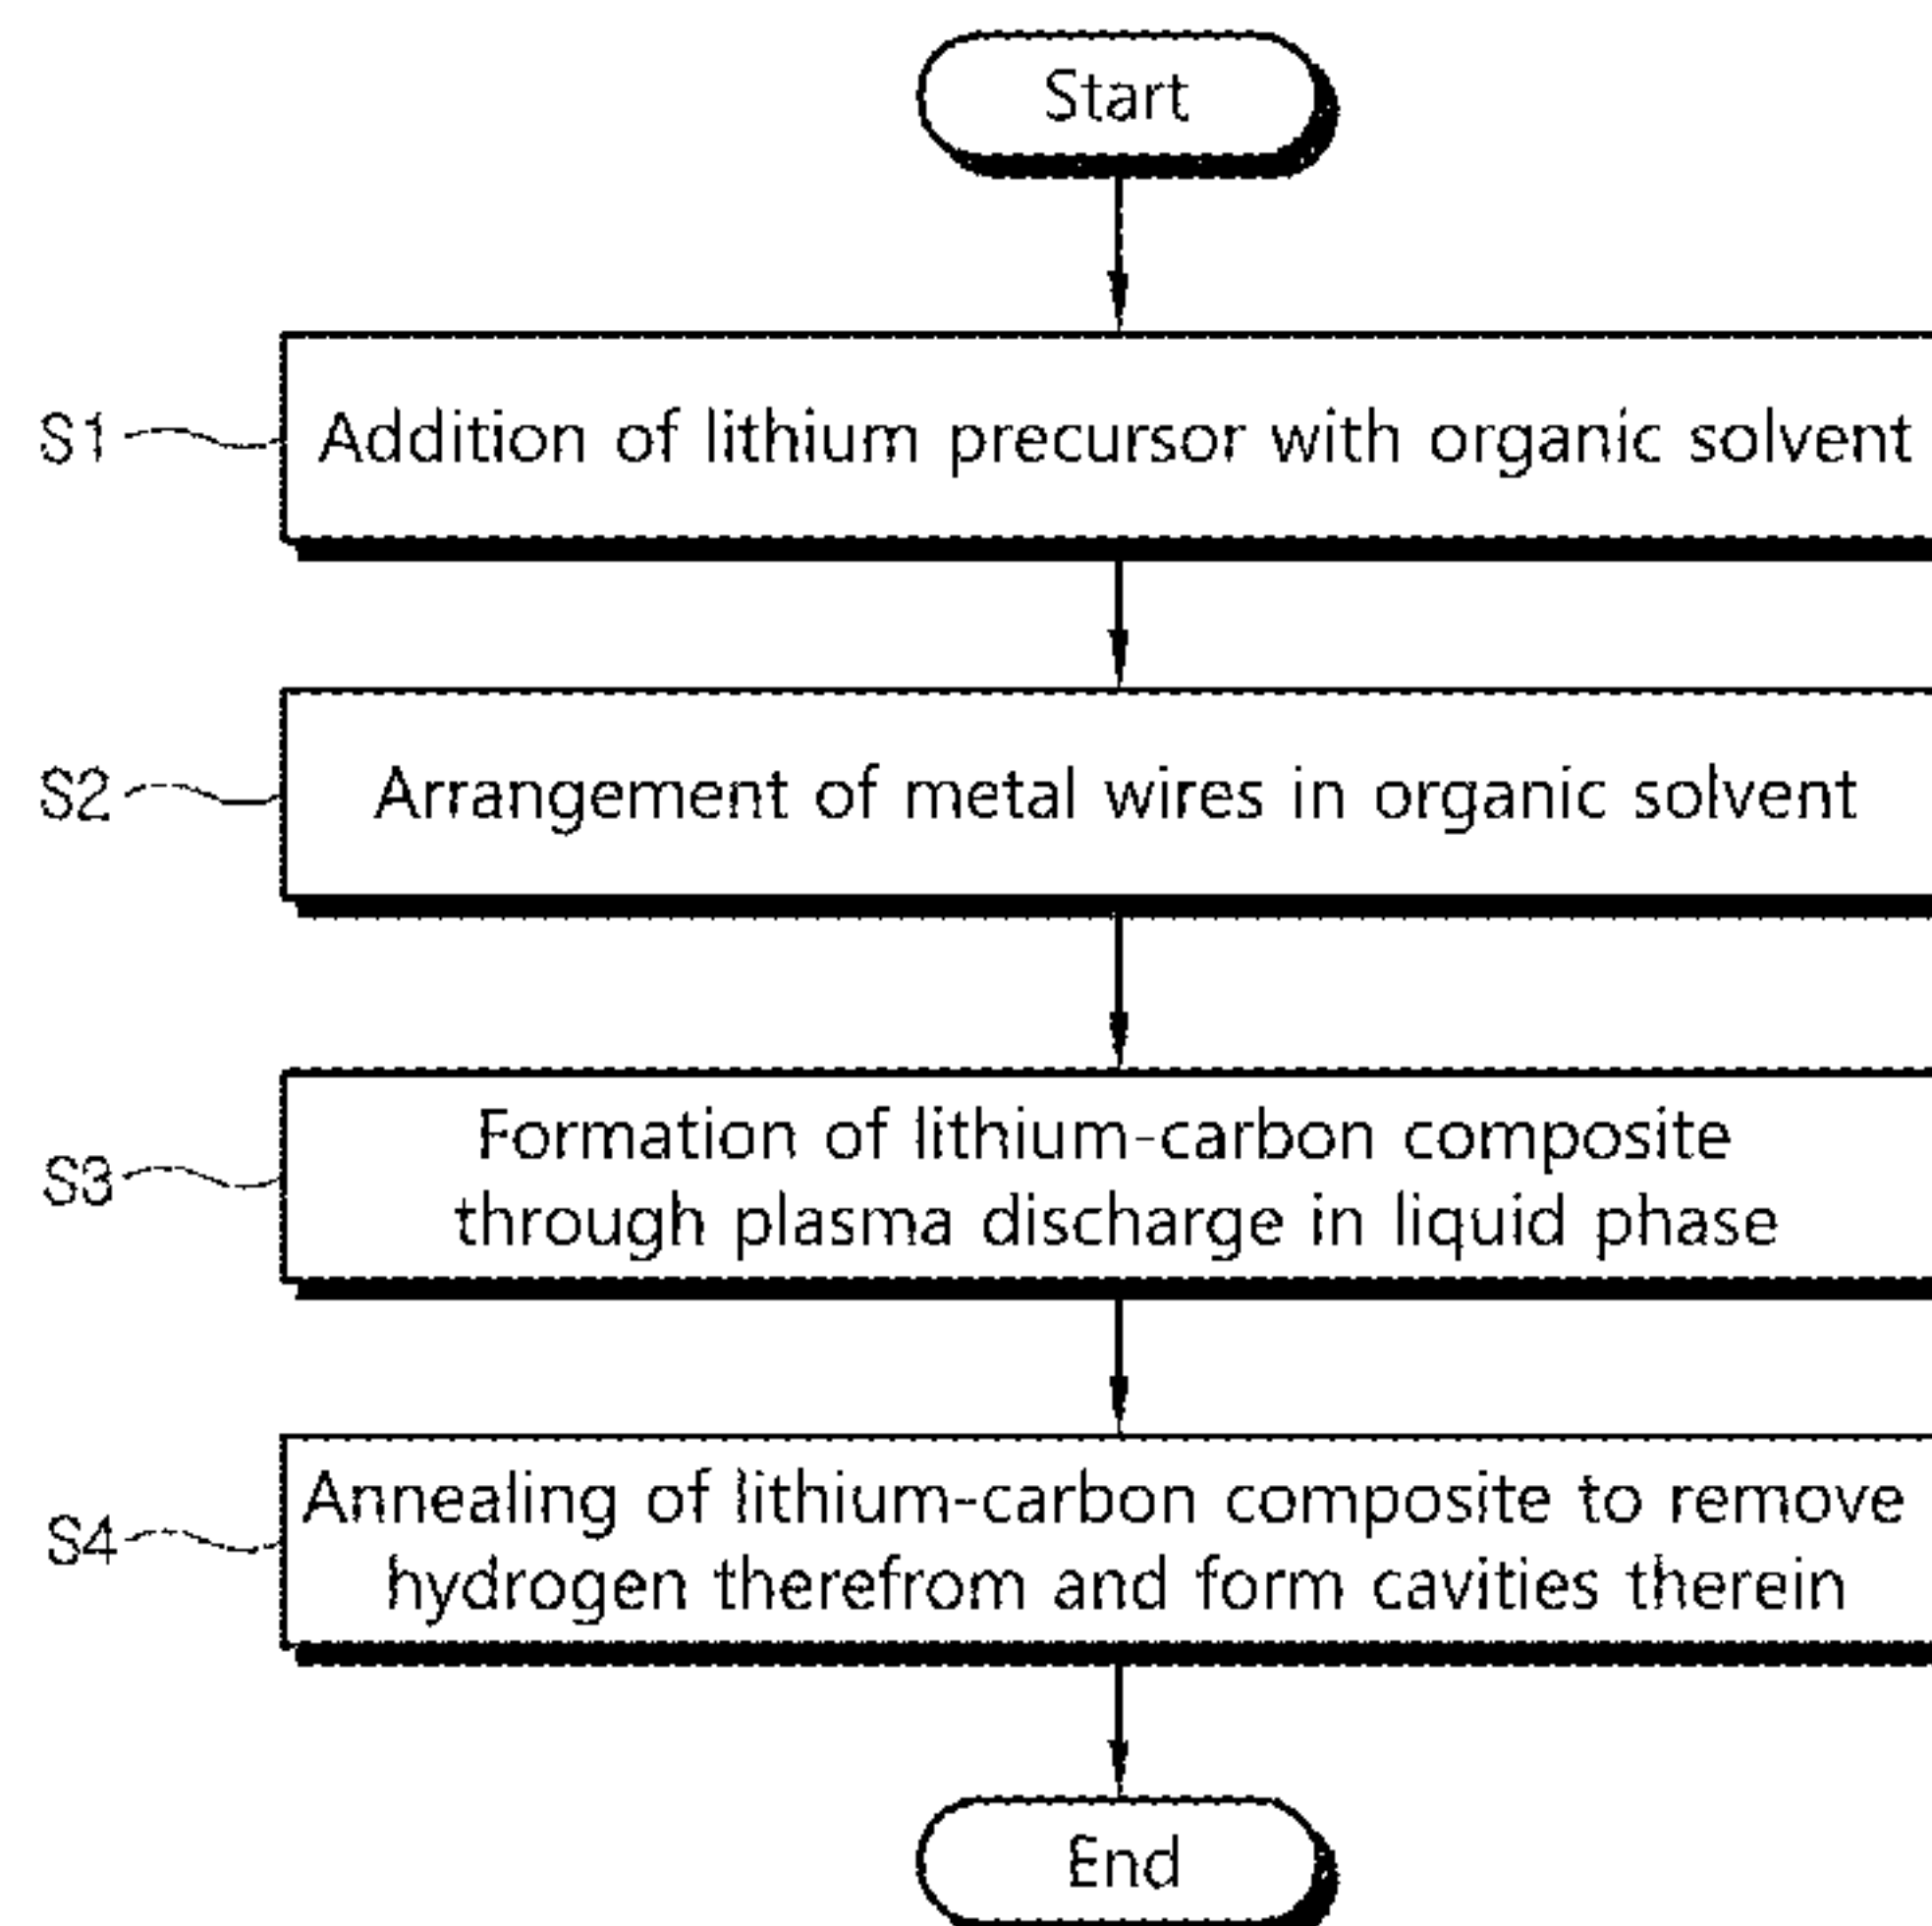 Start
S1 Addition of lithium precursor with organic solvent
S2 Arrangement of metal wires in organic solvent
S3 Formation of lithium-carbon composite
through plasma discharge in liquid phase
S4 Annealing of lithium-carbon composite to remove
hydrogen therefrom and form cavities therein
End